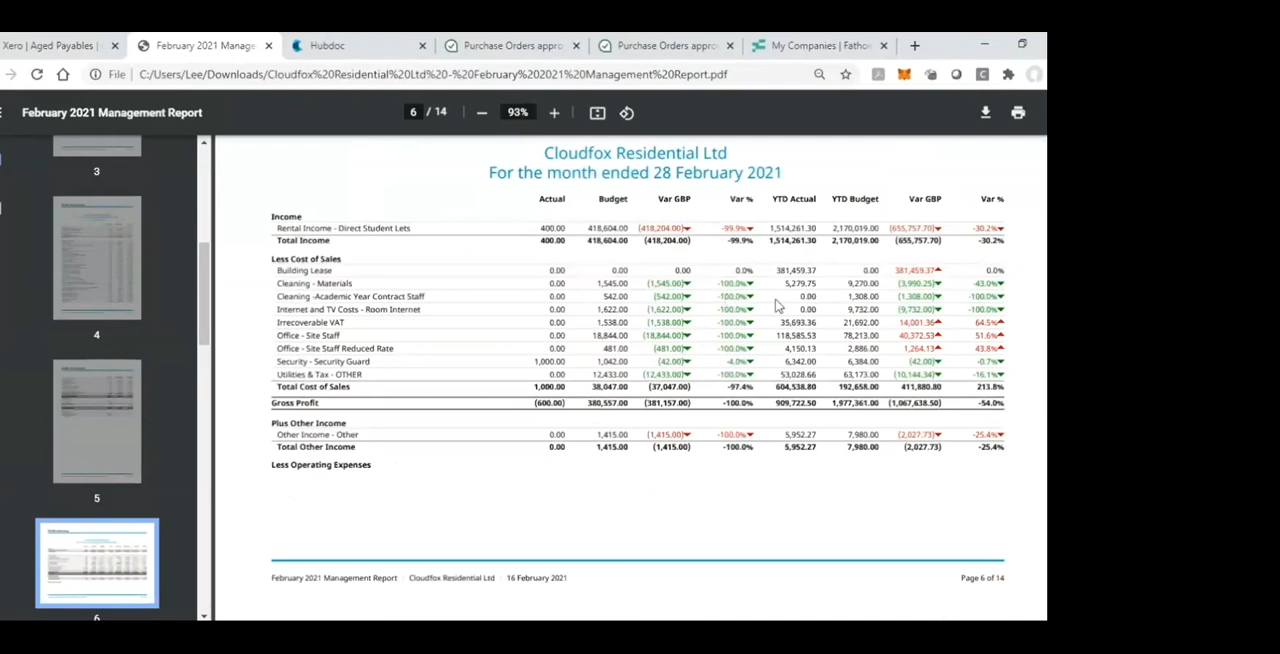 Xero | Aged Payables |
February 2021 Manage
Hubdoc
Purchase Orders appro
Purchase Orders appro
My Companies | Fathom
File | C:/Users/Lee/Downloads/Cloudfox%20Residential%20Ltd%20-%20February%202021%20Management%20Report.pdf
February 2021 Management Report
6 / 14
93%
3
4
5
6
Cloudfox Residential Ltd
For the month ended 28 February 2021
Actual Budget Var GBP Var % YTD Actual YTD Budget Var GBP Var %
Income
Rental Income - Direct Student Lets 400.00 418,604.00 (418,204.00) -99.9% 1,514,261.30 2,170,019.00 (655,757.70) -30.2%
Total Income 400.00 418,604.00 (418,204.00) -99.9% 1,514,261.30 2,170,019.00 (655,757.70) -30.2%
Less Cost of Sales
Building Lease 0.00 0.00 0.00 0.0% 381,459.37 0.00 381,459.37 0.0%
Cleaning - Materials 0.00 1,545.00 (1,545.00) -100.0% 5,279.75 9,270.00 (3,990.25) -43.0%
Cleaning -Academic Year Contract Staff 0.00 542.00 (542.00) -100.0% 0.00 1,308.00 (1,308.00) -100.0%
Internet and TV Costs - Room Internet 0.00 1,622.00 (1,622.00) -100.0% 0.00 9,732.00 (9,732.00) -100.0%
Irrecoverable VAT 0.00 1,538.00 (1,538.00) -100.0% 35,693.36 21,692.00 14,001.36 64.5%
Office - Site Staff 0.00 18,844.00 (18,844.00) -100.0% 118,585.53 78,213.00 40,372.53 51.6%
Office - Site Staff Reduced Rate 0.00 481.00 (481.00) -100.0% 4,150.13 2,886.00 1,264.13 43.8%
Security - Security Guard 1,000.00 1,042.00 (42.00) -4.0% 6,342.00 6,384.00 (42.00) -0.7%
Utilities & Tax - OTHER 0.00 12,433.00 (12,433.00) -100.0% 53,028.66 63,173.00 (10,144.34) -16.1%
Total Cost of Sales 1,000.00 38,047.00 (37,047.00) -97.4% 604,538.80 192,658.00 411,880.80 213.8%
Gross Profit (600.00) 380,557.00 (381,157.00) -100.0% 909,722.50 1,977,361.00 (1,067,638.50) -54.0%
Plus Other Income
Other Income - Other 0.00 1,415.00 (1,415.00) -100.0% 5,952.27 7,980.00 (2,027.73) -25.4%
Total Other Income 0.00 1,415.00 (1,415.00) -100.0% 5,952.27 7,980.00 (2,027.73) -25.4%
Less Operating Expenses
February 2021 Management Report Cloudfox Residential Ltd 16 February 2021 Page 6 of 14